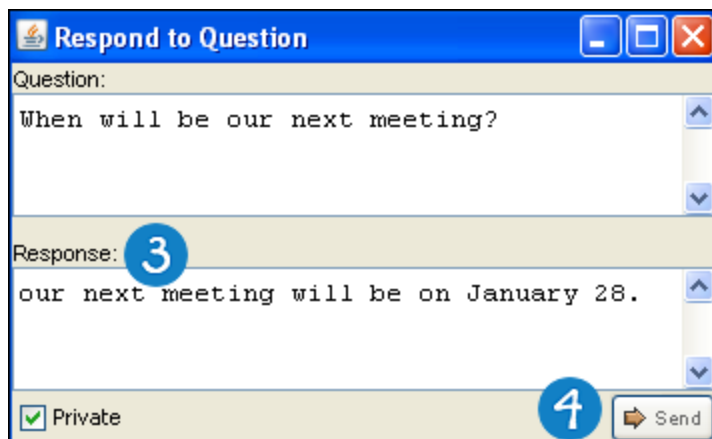 Respond to Question
Question:
When will be our next meeting?
Response: 3
our next meeting will be on January 28.
Private 4 Send